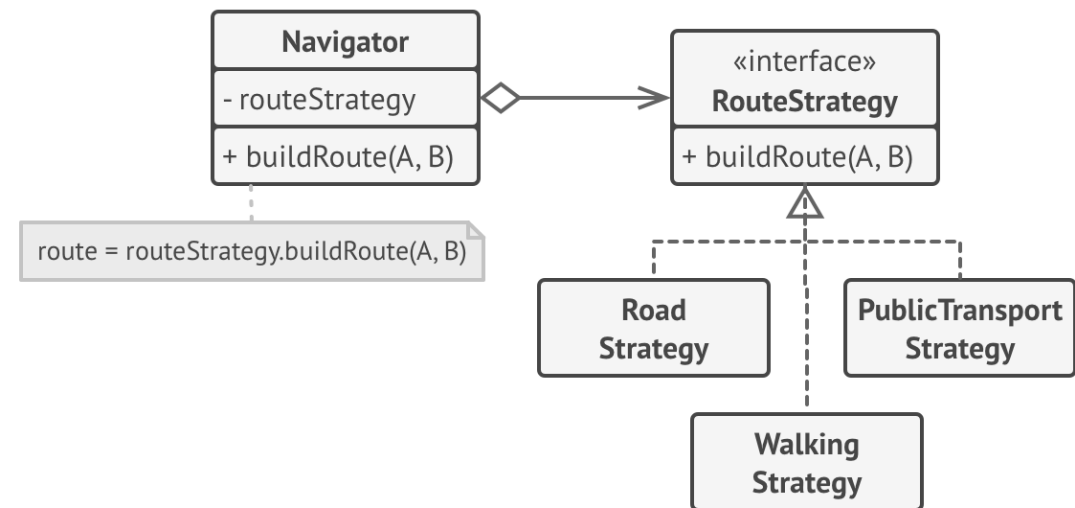 Navigator
- routeStrategy
+ buildRoute(A, B)
route = routeStrategy.buildRoute(A, B)
«interface»
RouteStrategy
+ buildRoute(A, B)
Road
Strategy
PublicTransport
Strategy
Walking
Strategy